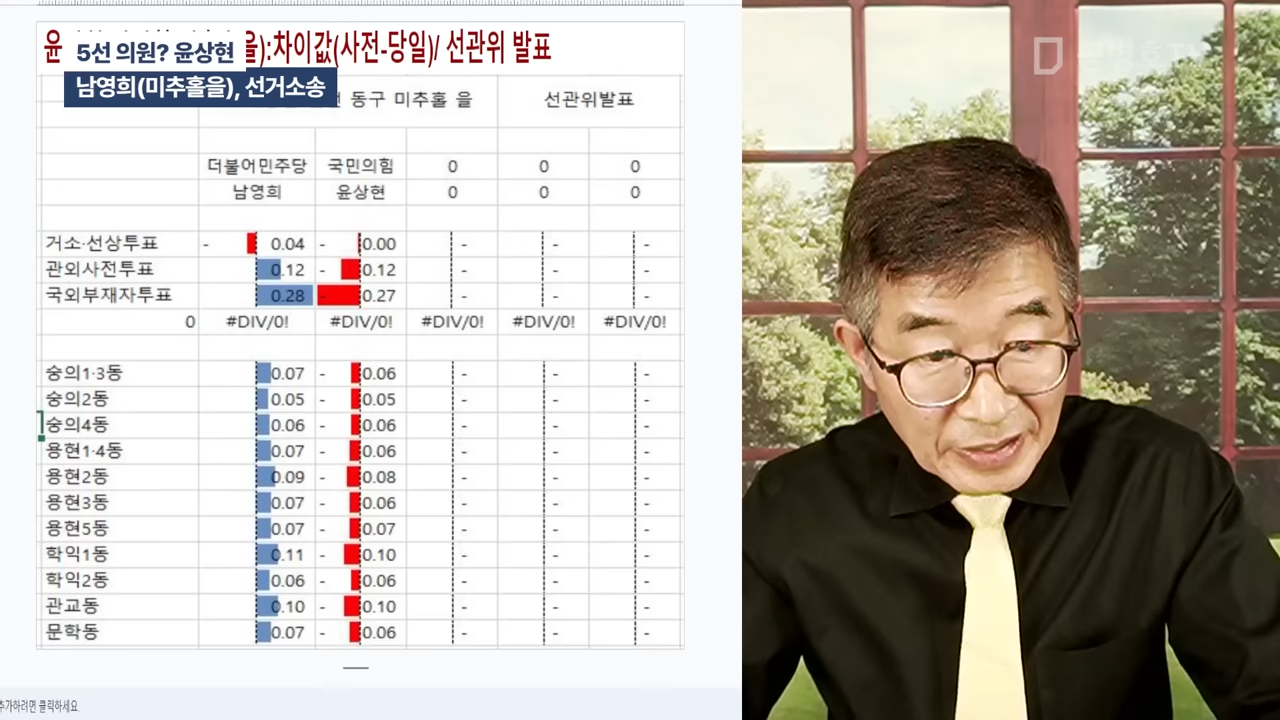 윤 을):차이값(사전-당일)/ 선관위 발표
5선 의원? 윤상현
남영희(미추홀을), 선거소송
동구 미추홀 을 선관위발표
더불어민주당 국민의힘 0 0 0
남영희 윤상현 0 0 0
거소·선상투표 - 0.04 - 0.00 - - -
관외사전투표 0.12 - 0.12 - - -
국외부재자투표 0.28 - 0.27 - - -
0 #DIV/0! #DIV/0! #DIV/0! #DIV/0! #DIV/0!
숭의1·3동 0.07 - 0.06 - - -
숭의2동 0.05 - 0.05 - - -
숭의4동 0.06 - 0.06 - - -
용현1·4동 0.07 - 0.06 - - -
용현2동 0.09 - 0.08 - - -
용현3동 0.07 - 0.06 - - -
용현5동 0.07 - 0.07 - - -
학익1동 0.11 - 0.10 - - -
학익2동 0.06 - 0.06 - - -
관교동 0.10 - 0.10 - - -
문학동 0.07 - 0.06 - - -
추가하려면 클릭하세요